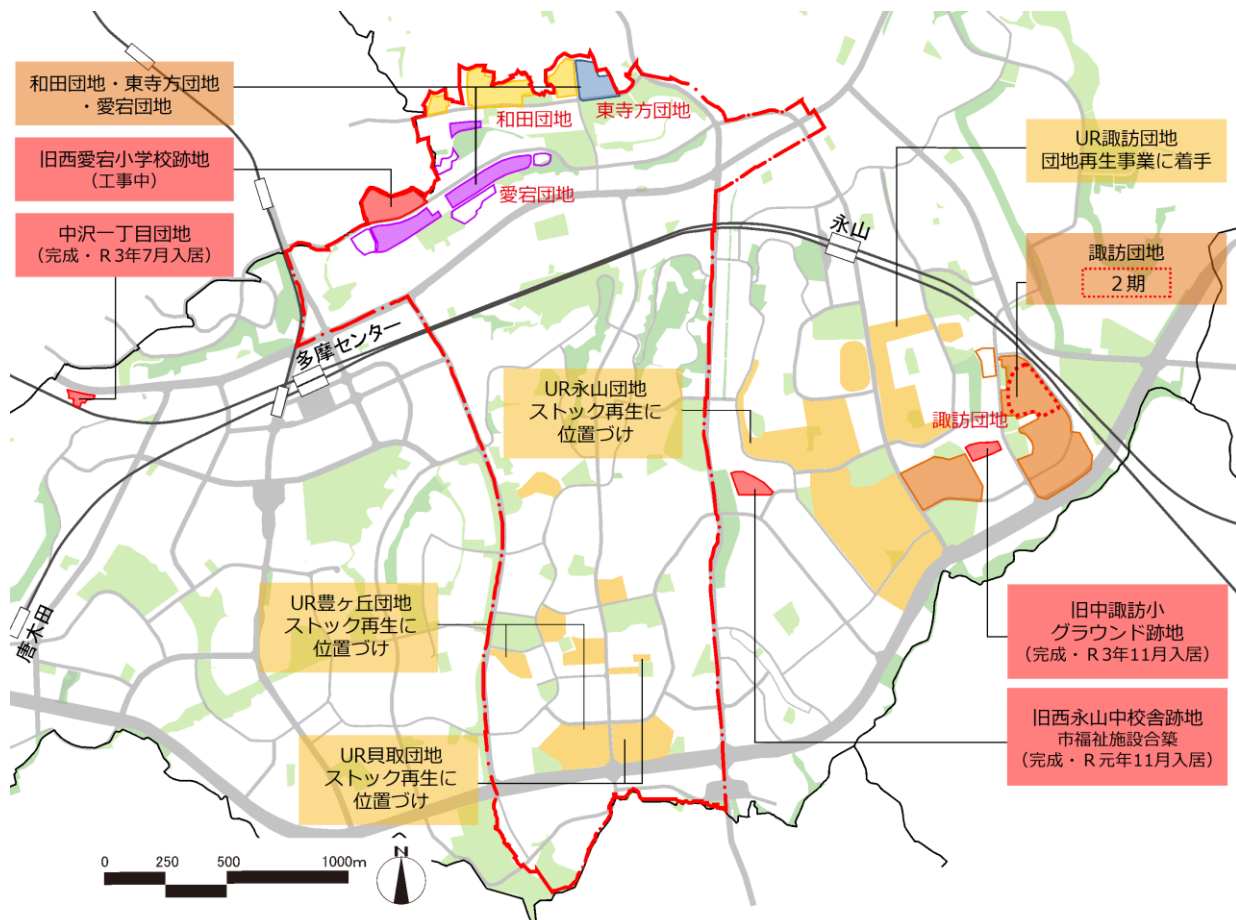 和田団地・東寺方団地
・愛宕団地
旧西愛宕小学校跡地
(工事中)
中沢一丁目団地
(完成・R3年7月入居)
和田団地
東寺方団地
愛宕団地
UR諏訪団地
団地再生事業に着手
永山
諏訪団地
2期
多摩センター
UR永山団地
ストック再生に
位置づけ
諏訪団地
唐木田
UR豊ヶ丘団地
ストック再生に
位置づけ
旧中諏訪小
グラウンド跡地
(完成・R3年11月入居)
旧西永山中校舎跡地
市福祉施設合築
(完成・R元年11月入居)
UR貝取団地
ストック再生に
位置づけ
0 250 500 1000m
N